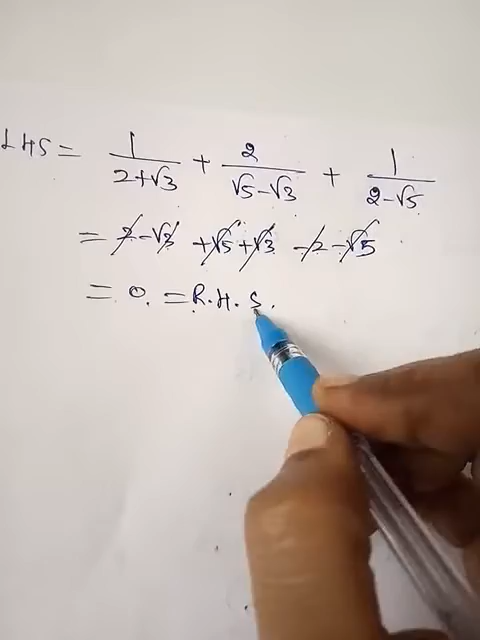 LHS = 1/(2+√3) + 2/(√5-√3) + 1/(2-√5)
= 2-√3 +√5+√3 -2-√5
= 0. = R.H.S.